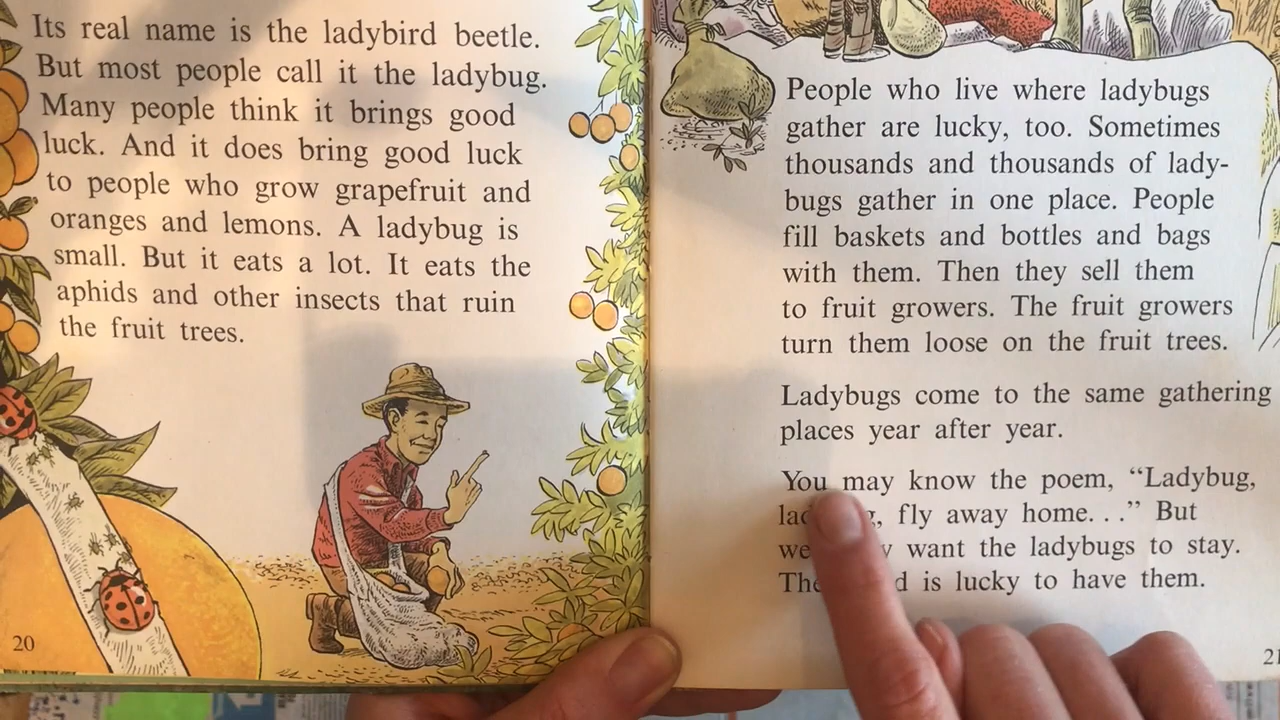 Its real name is the ladybird beetle.
But most people call it the ladybug.
Many people think it brings good
luck. And it does bring good luck
to people who grow grapefruit and
oranges and lemons. A ladybug is
small. But it eats a lot. It eats the
aphids and other insects that ruin
the fruit trees.
20
People who live where ladybugs
gather are lucky, too. Sometimes
thousands and thousands of lady-
bugs gather in one place. People
fill baskets and bottles and bags
with them. Then they sell them
to fruit growers. The fruit growers
turn them loose on the fruit trees.
Ladybugs come to the same gathering
places year after year.
You may know the poem, “Ladybug,
fly away home. . .” But
want the ladybugs to stay.
is lucky to have them.
21